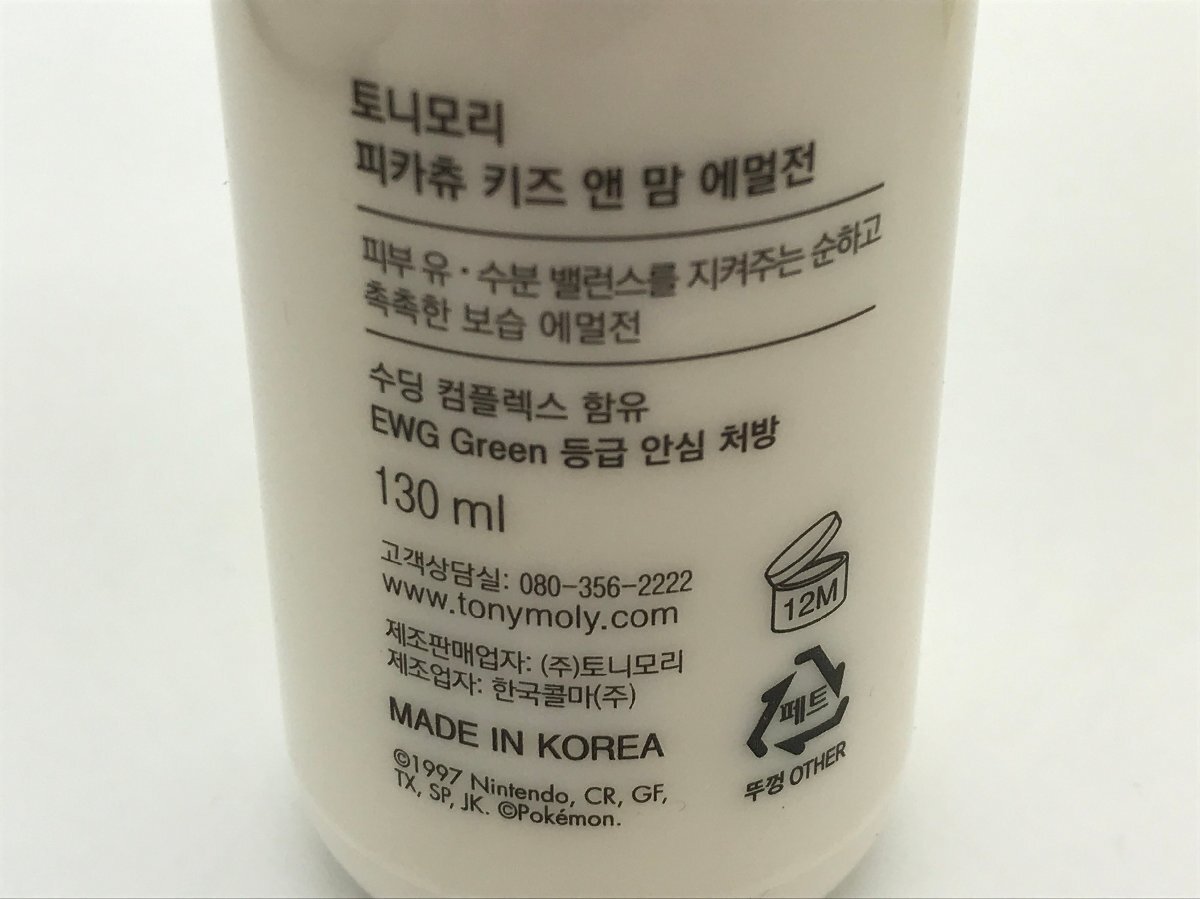 토니모리
피카츄 키즈 앤 맘 에멀전
피부 유·수분 밸런스를 지켜주는 순하고
촉촉한 보습 에멀전
수딩 컴플렉스 함유
EWG Green 등급 안심 처방
130 ml
고객상담실: 080-356-2222
www.tonymoly.com
제조판매업자: (주)토니모리
제조업자: 한국콜마(주)
MADE IN KOREA
©1997 Nintendo, CR, GF,
TX, SP, JK. ©Pokémon.
12M
페트
뚜껑 OTHER